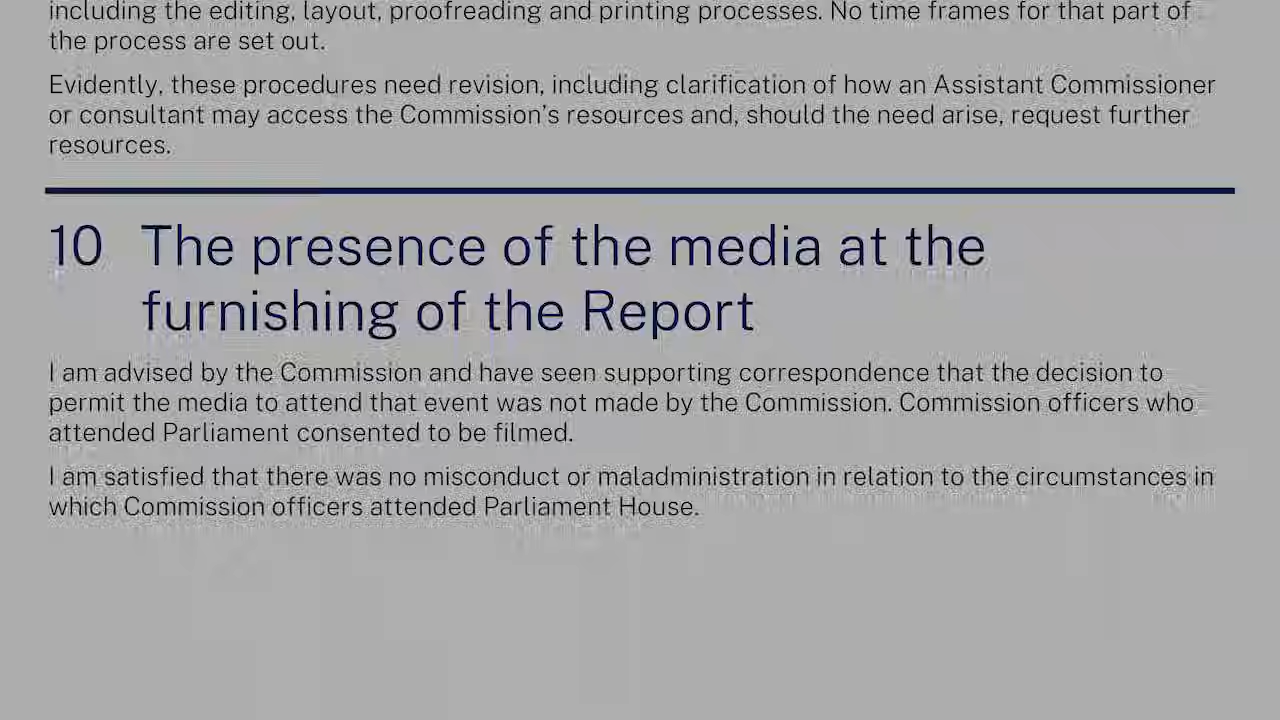 including the editing, layout, proofreading and printing processes. No time frames for that part of
the process are set out.
Evidently, these procedures need revision, including clarification of how an Assistant Commissioner
or consultant may access the Commission's resources and, should the need arise, request further
resources.
10 The presence of the media at the
furnishing of the Report
I am advised by the Commission and have seen supporting correspondence that the decision to
permit the media to attend that event was not made by the Commission. Commission officers who
attended Parliament consented to be filmed.
I am satisfied that there was no misconduct or maladministration in relation to the circumstances in
which Commission officers attended Parliament House.